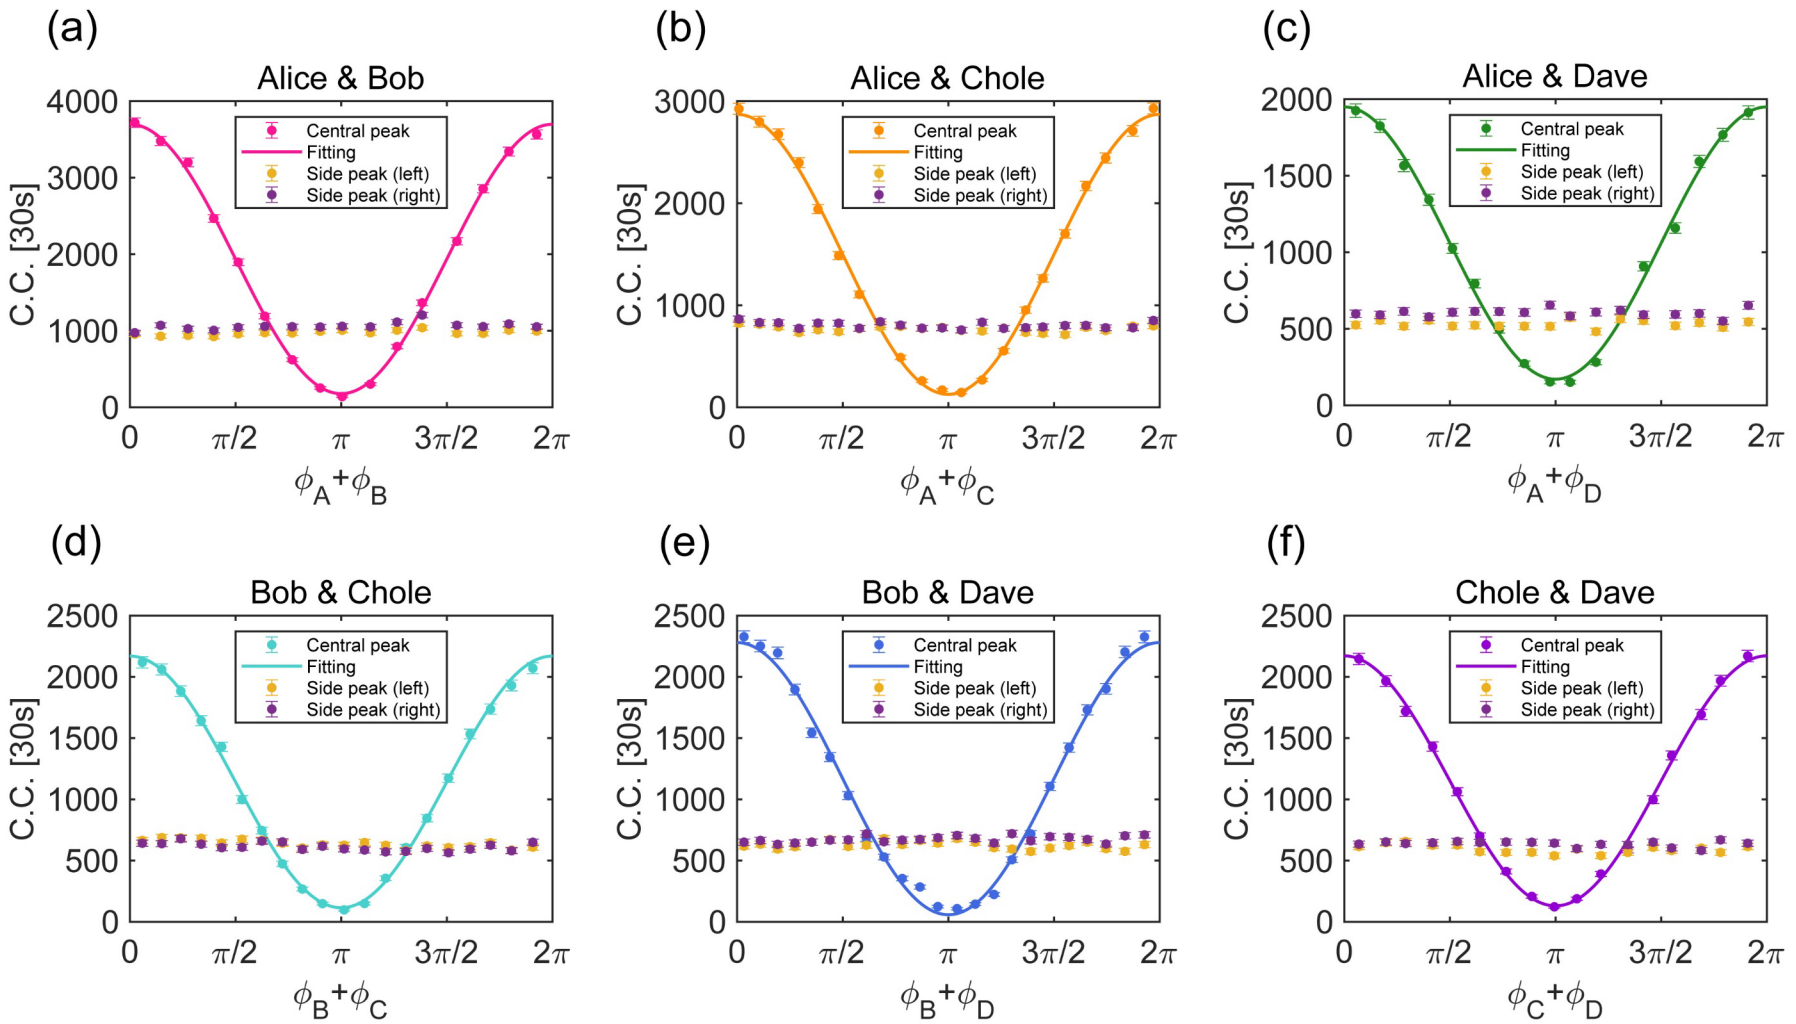 (a)
Alice & Bob
4000
3000
2000
1000
0
C.C. [30s]
Central peak
Fitting
Side peak (left)
Side peak (right)
0 π/2 π 3π/2 2π
ϕA+ϕB
(b)
Alice & Chole
3000
2000
1000
0
C.C. [30s]
Central peak
Fitting
Side peak (left)
Side peak (right)
0 π/2 π 3π/2 2π
ϕA+ϕC
(c)
Alice & Dave
2000
1500
1000
500
0
C.C. [30s]
Central peak
Fitting
Side peak (left)
Side peak (right)
0 π/2 π 3π/2 2π
ϕA+ϕD
(d)
Bob & Chole
2500
2000
1500
1000
500
0
C.C. [30s]
Central peak
Fitting
Side peak (left)
Side peak (right)
0 π/2 π 3π/2 2π
ϕB+ϕC
(e)
Bob & Dave
2500
2000
1500
1000
500
0
C.C. [30s]
Central peak
Fitting
Side peak (left)
Side peak (right)
0 π/2 π 3π/2 2π
ϕB+ϕD
(f)
Chole & Dave
2500
2000
1500
1000
500
0
C.C. [30s]
Central peak
Fitting
Side peak (left)
Side peak (right)
0 π/2 π 3π/2 2π
ϕC+ϕD